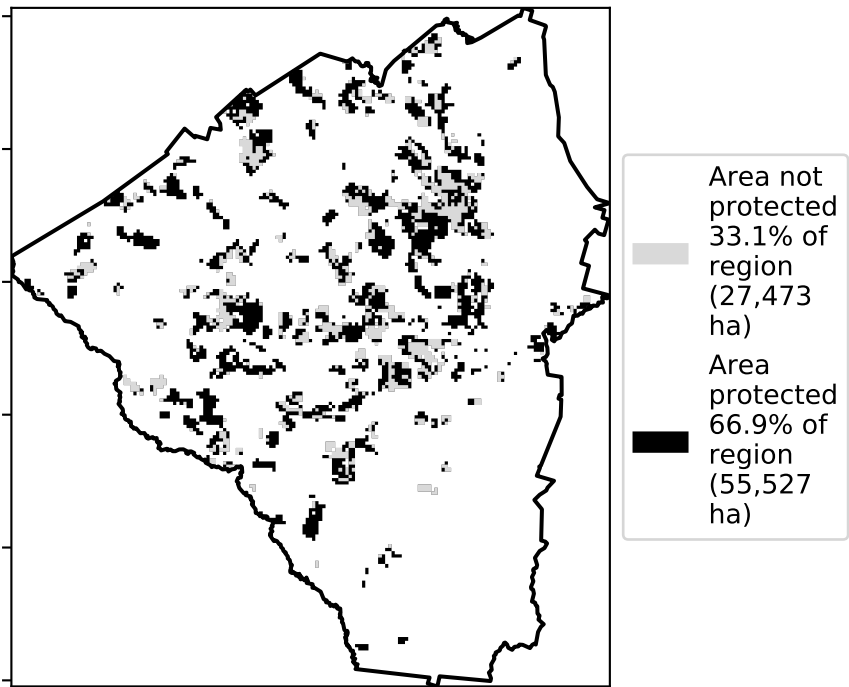 Area not
protected
33.1% of
region
(27,473
ha)
Area
protected
66.9% of
region
(55,527
ha)